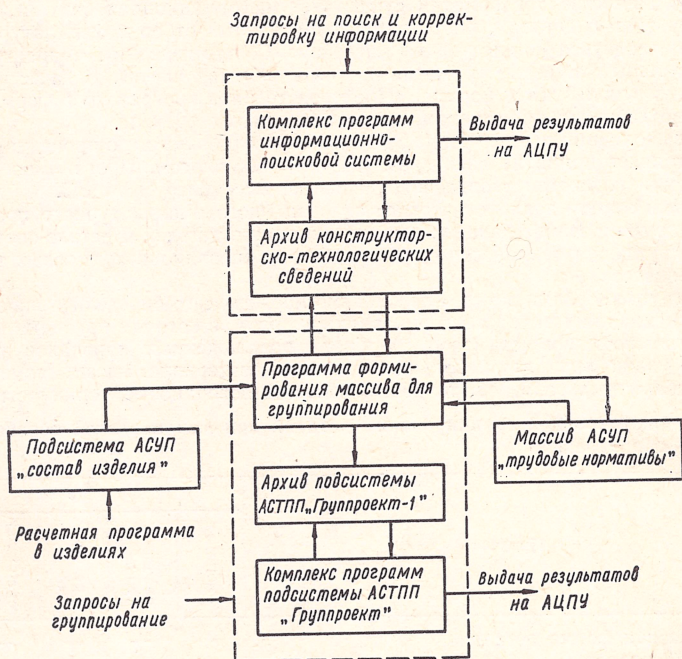 Запросы на поиск и коррек-
тировку информации
Комплекс программ
информационно-
поисковой системы
Выдача результатов
на АЦПУ
Архив конструктор-
ско-технологических
сведений
Программа форми-
рования массива для
группирования
Подсистема АСУП
„состав изделия"
Массив АСУП
„трудовые нормативы"
Архив подсистемы
АСТПП „Группроект-1"
Расчетная программа
в изделиях
Комплекс программ
подсистемы АСТПП
„Группроект"
Выдача результатов
на АЦПУ
Запросы на
группирование